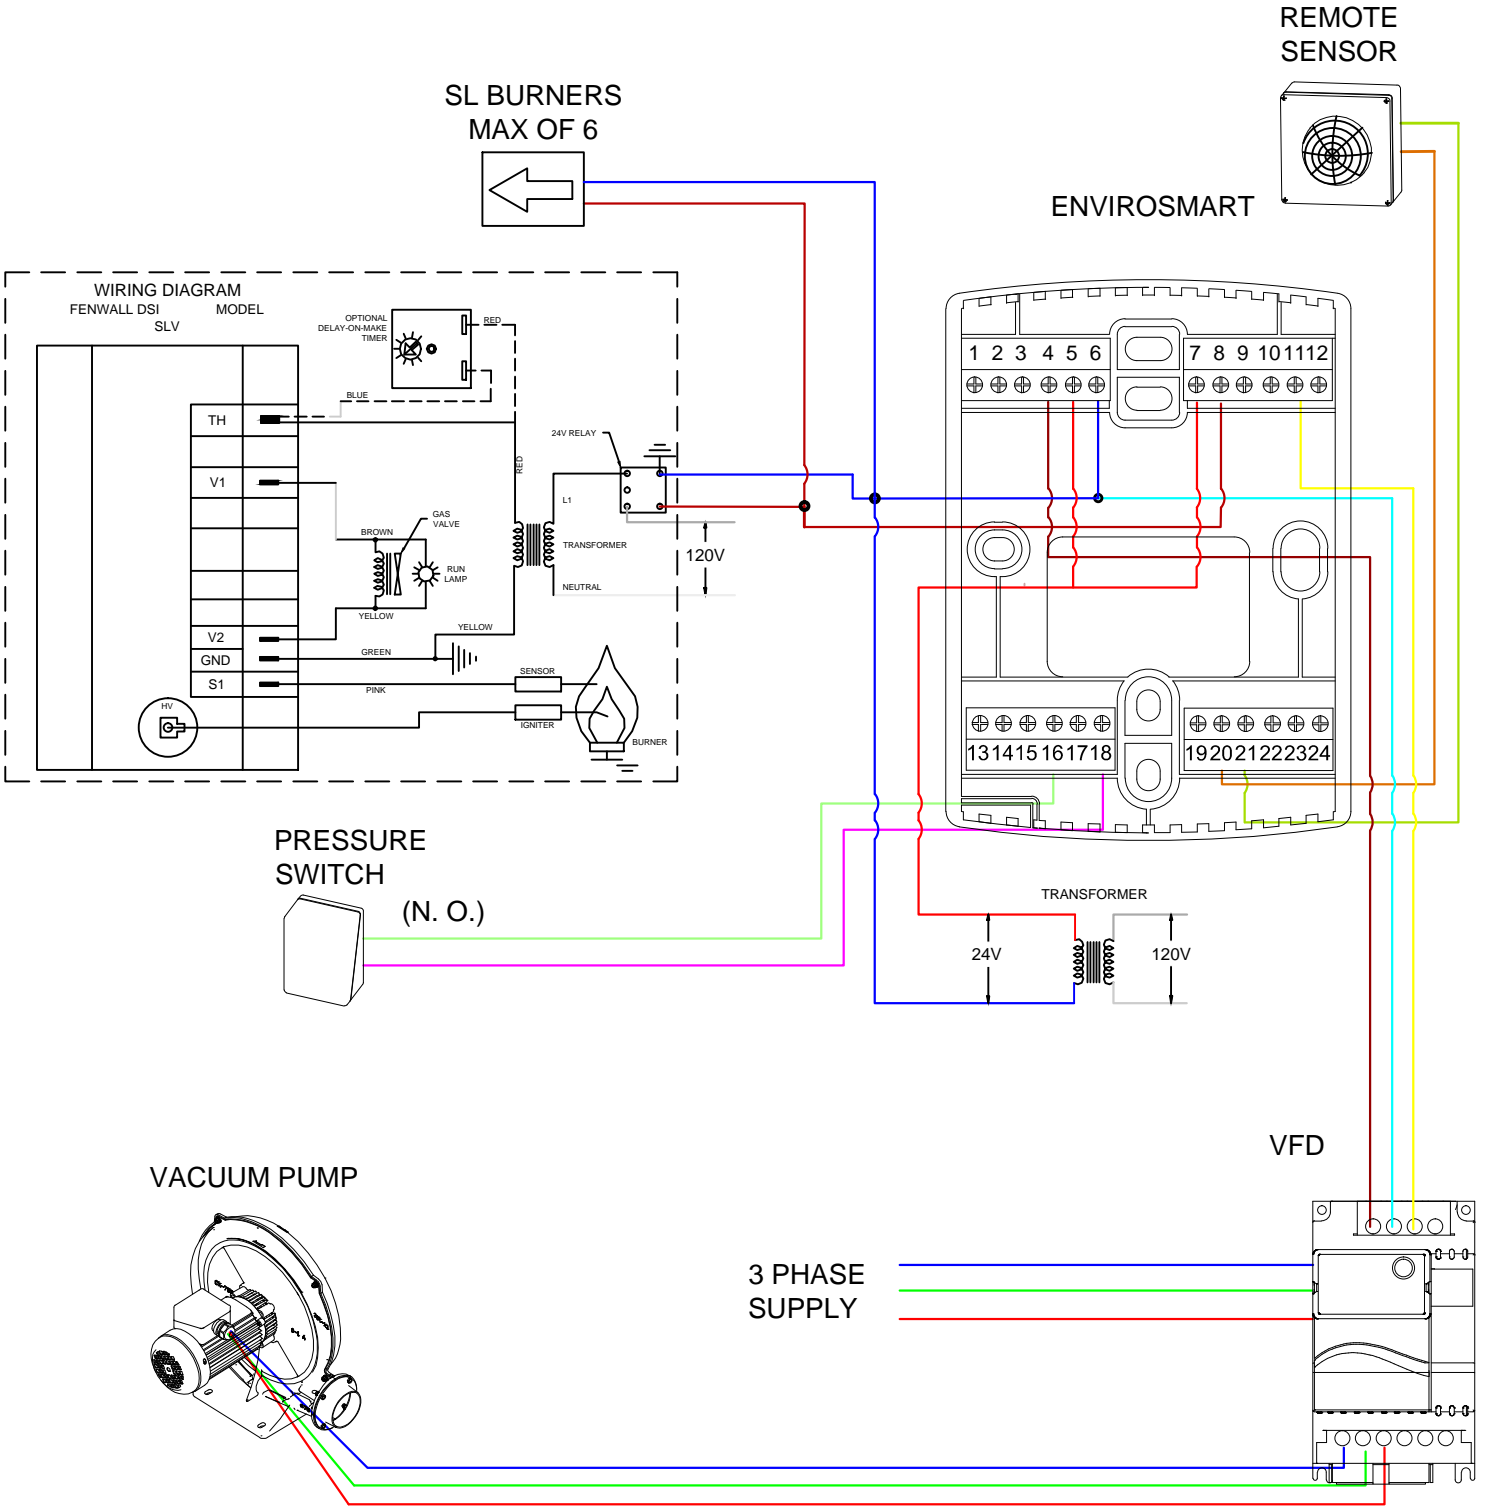 REMOTE
SENSOR
SL BURNERS
MAX OF 6
ENVIROSMART
WIRING DIAGRAM
FENWALL DSI MODEL
SLV
OPTIONAL
DELAY-ON-MAKE
TIMER
RED
BLUE
TH
V1
RED
24V RELAY
L1
GAS
VALVE
BROWN
RUN
LAMP
TRANSFORMER
120V
NEUTRAL
YELLOW
YELLOW
V2
GREEN
GND
S1
PINK
SENSOR
IGNITER
HV
BURNER
1 2 3 4 5 6 7 8 9 10 11 12
13 14 15 16 17 18 19 20 21 22 23 24
PRESSURE
SWITCH
(N. O.)
TRANSFORMER
24V
120V
VFD
VACUUM PUMP
3 PHASE
SUPPLY